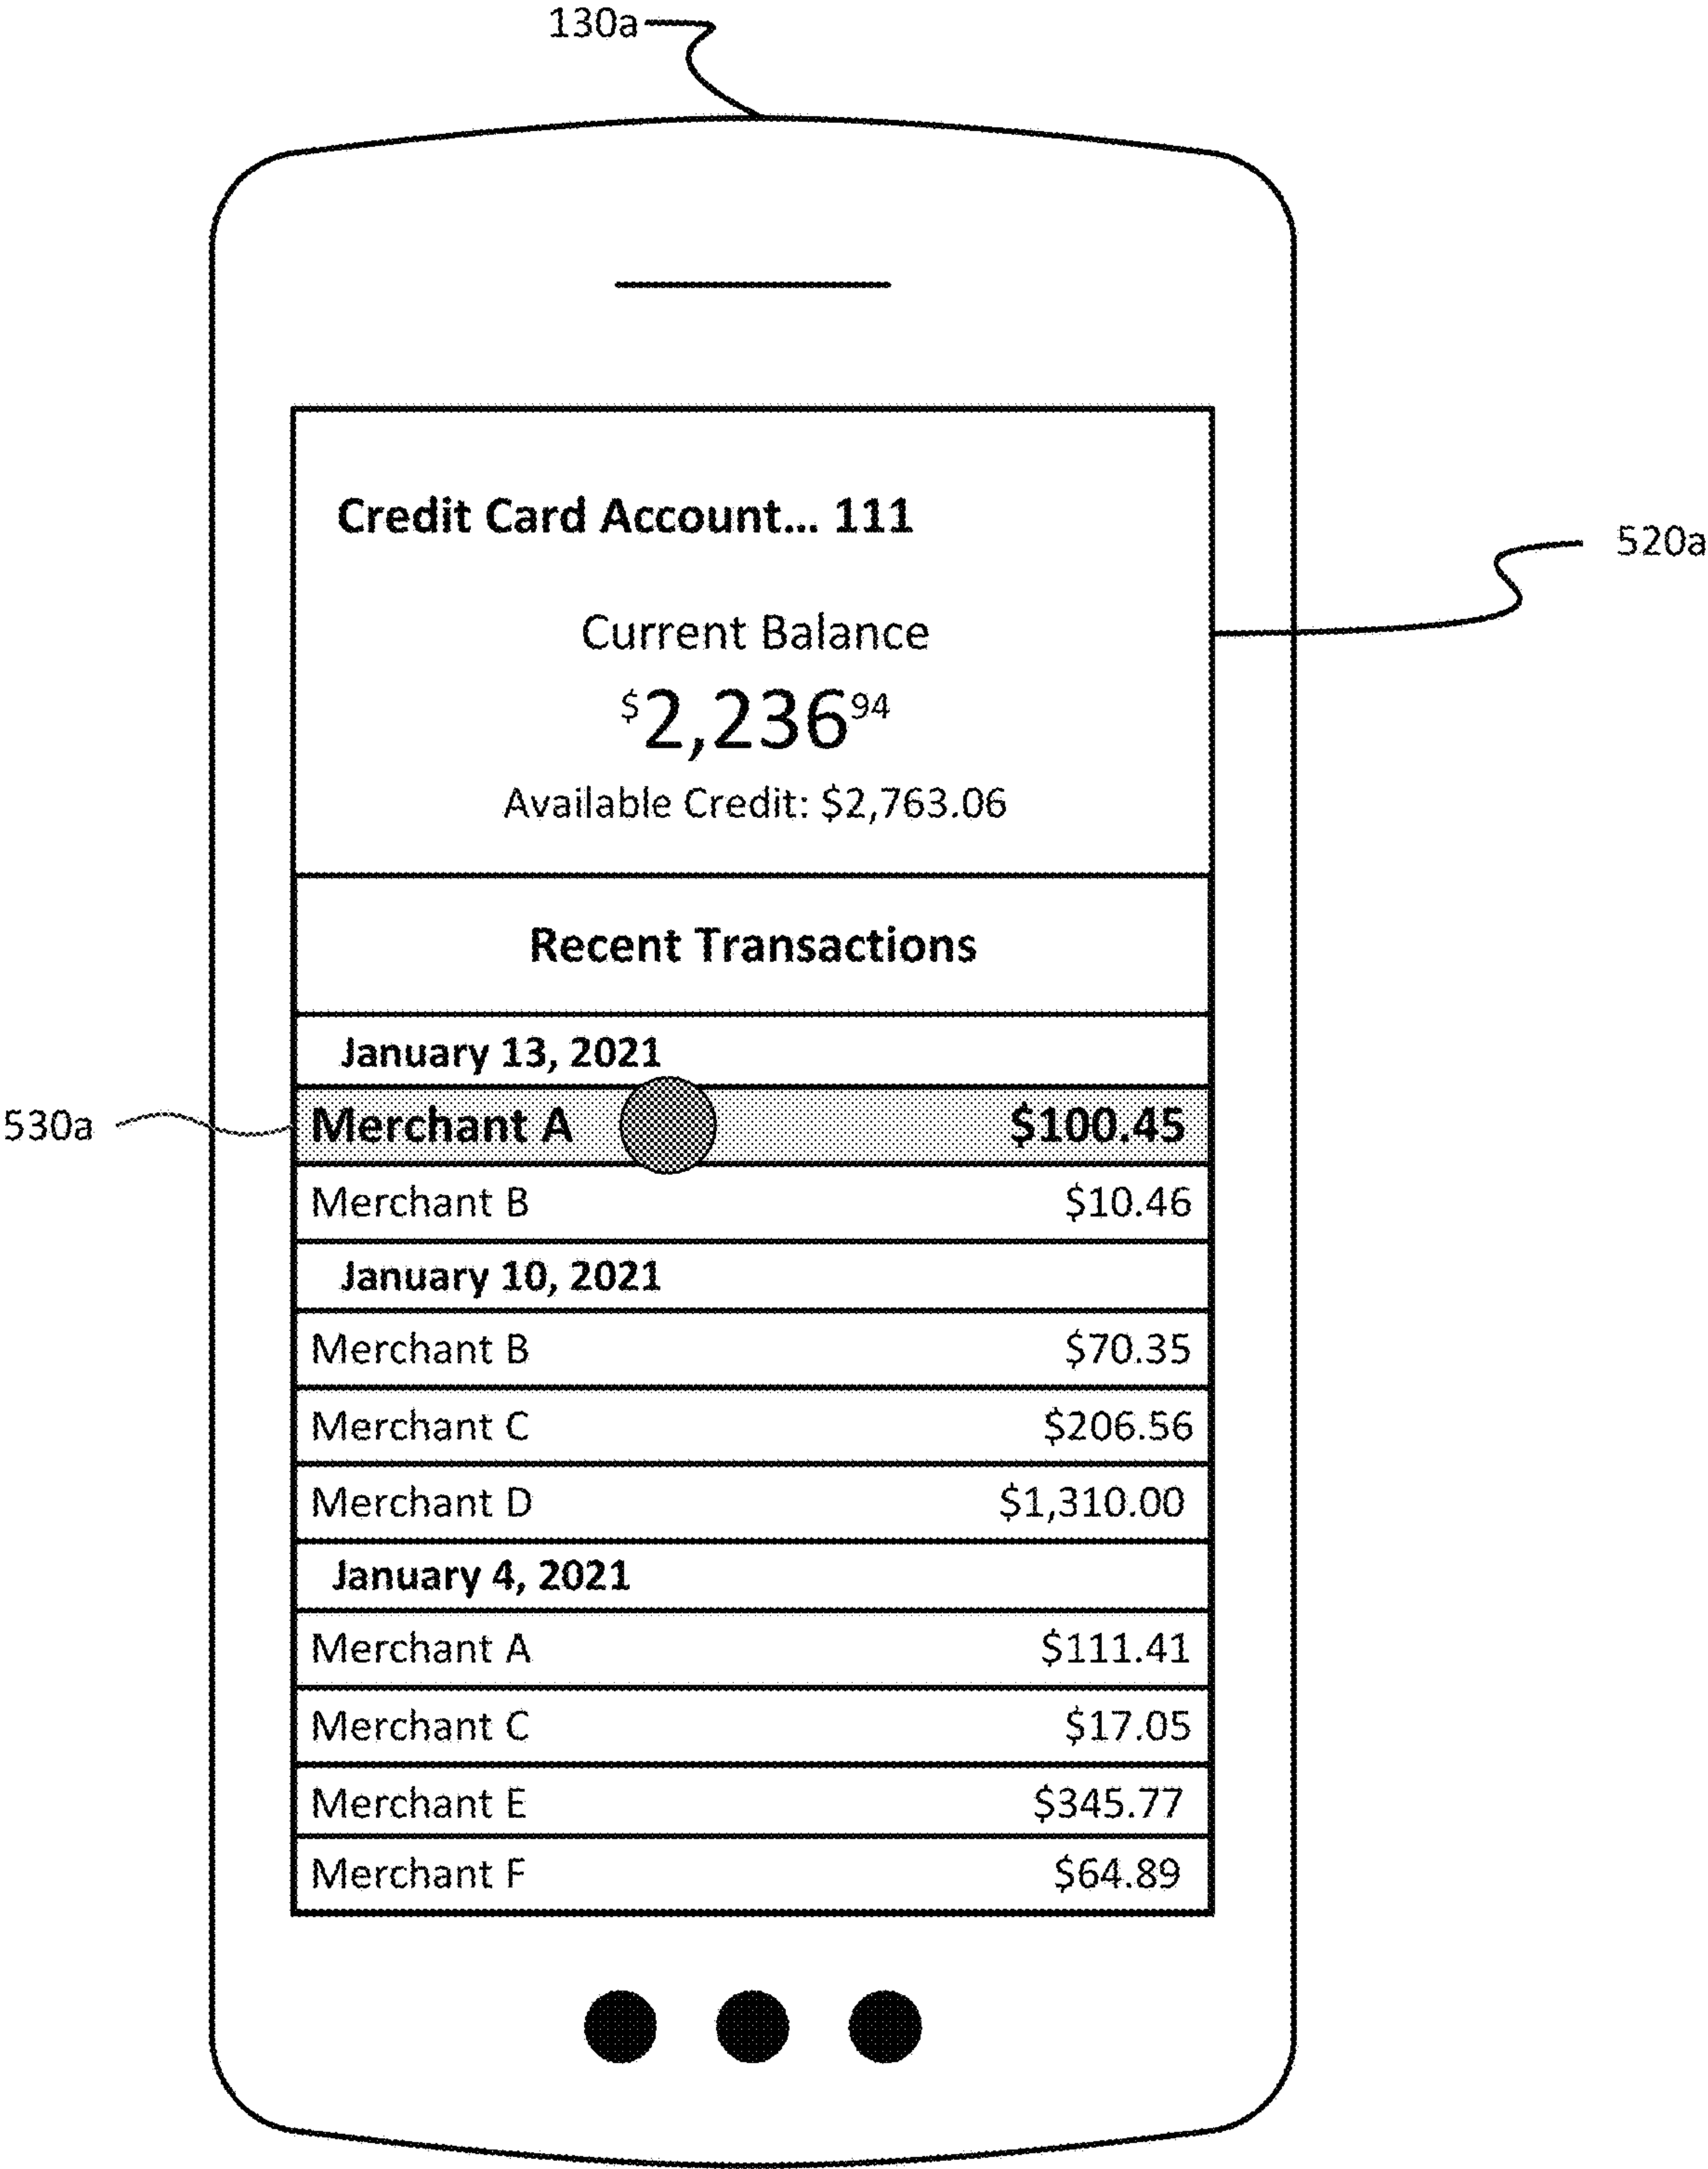 130a
Credit Card Account... 111
520a
Current Balance
$2,236 94
Available Credit: $2,763.06
Recent Transactions
January 13, 2021
530a
Merchant A $100.45
Merchant B $10.46
January 10, 2021
Merchant B $70.35
Merchant C $206.56
Merchant D $1,310.00
January 4, 2021
Merchant A $111.41
Merchant C $17.05
Merchant E $345.77
Merchant F $64.89